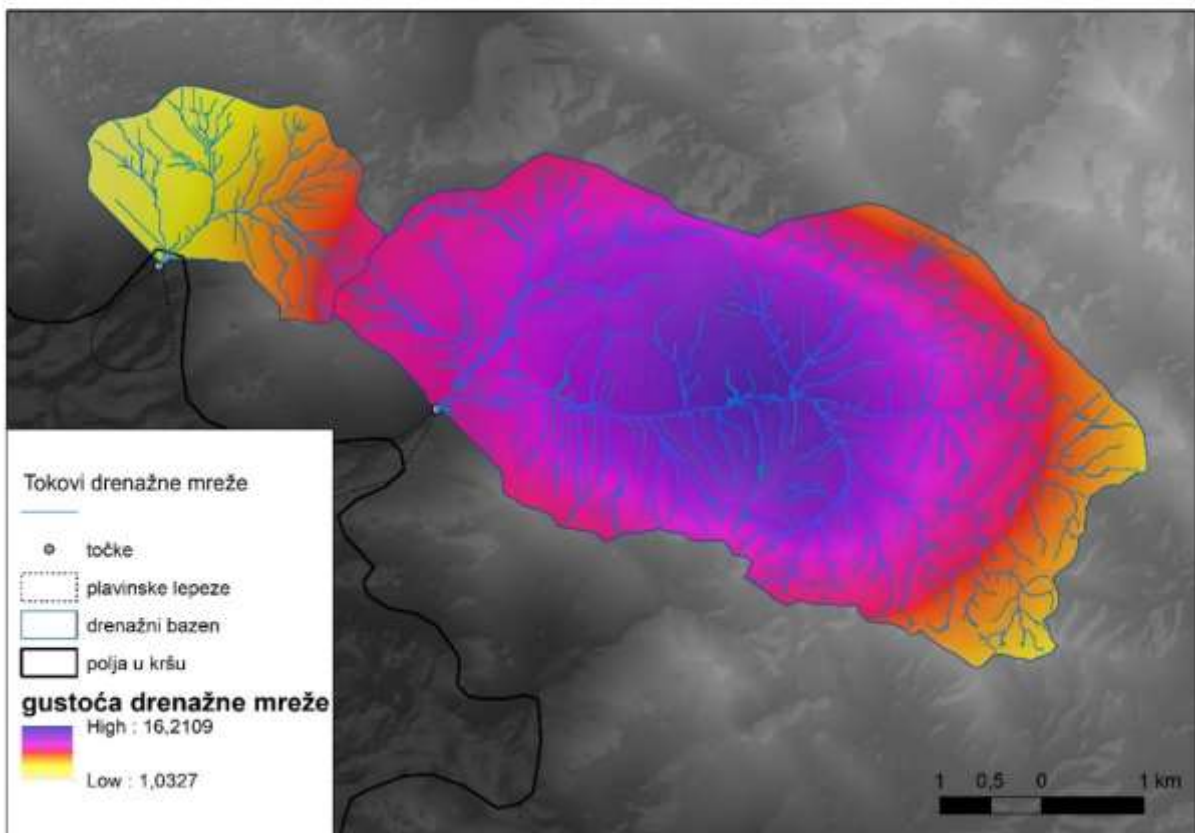 Tokovi drenažne mreže
točke
plavinske lepeze
drenažni bazen
polja u kršu
gustoća drenažne mreže
High : 16,2109
Low : 1,0327
1 0,5 0 1 km